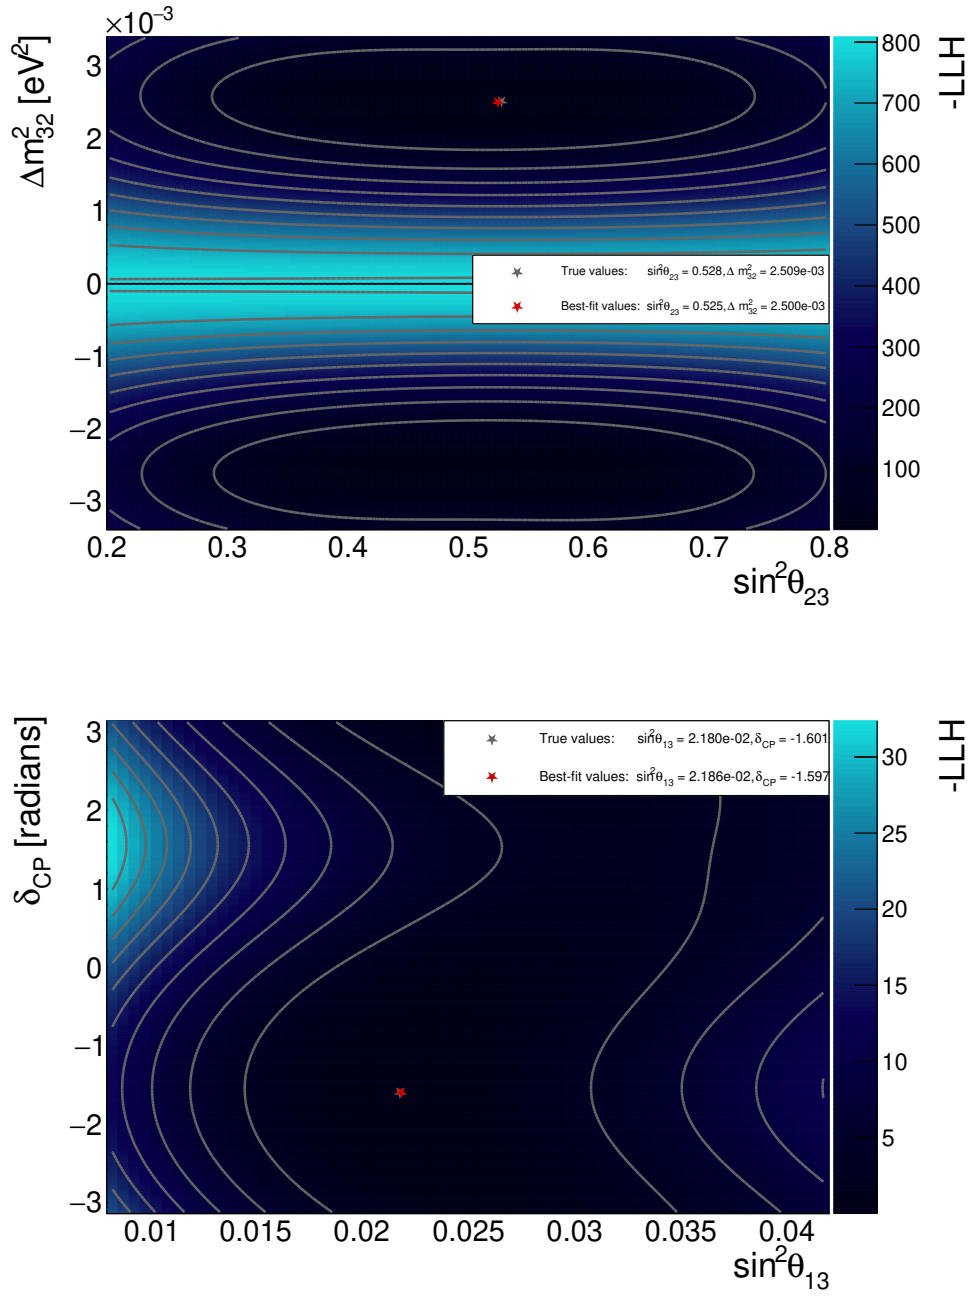 ×10⁻³
Δm²₃₂ [eV²]
-LLH
3
2
1
0
−1
−2
−3
800
700
600
500
400
300
200
100
True values: sin²θ₂₃ = 0.528, Δ m²₃₂ = 2.509e-03
Best-fit values: sin²θ₂₃ = 0.525, Δ m²₃₂ = 2.500e-03
0.2 0.3 0.4 0.5 0.6 0.7 0.8
sin²θ₂₃
δCP [radians]
-LLH
3
2
1
0
−1
−2
−3
30
25
20
15
10
5
True values: sin²θ₁₃ = 2.180e-02, δCP = -1.601
Best-fit values: sin²θ₁₃ = 2.186e-02, δCP = -1.597
0.01 0.015 0.02 0.025 0.03 0.035 0.04
sin²θ₁₃